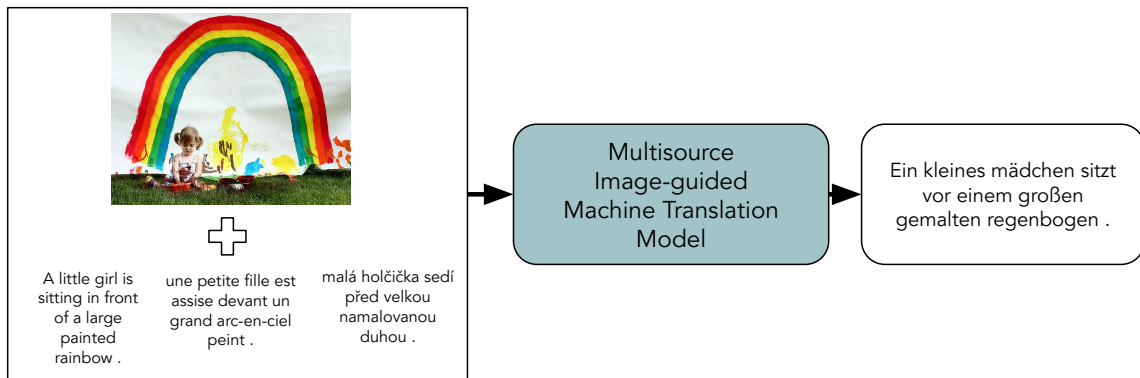 A little girl is
sitting in front
of a large
painted
rainbow .
une petite fille est
assise devant un
grand arc-en-ciel
peint .
malá holčička sedí
před velkou
namalovanou
duhou .
Multisource
Image-guided
Machine Translation
Model
Ein kleines mädchen sitzt
vor einem großen
gemalten regenbogen .